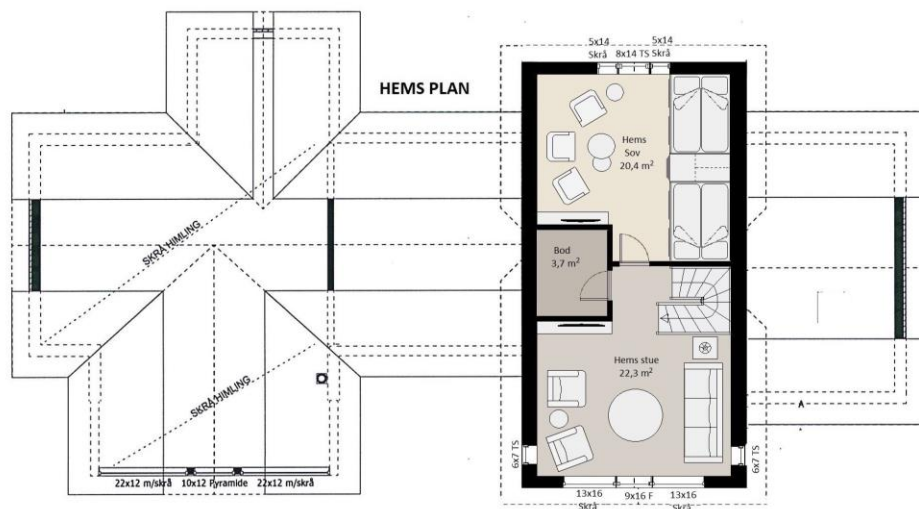 5x14
Skrå
8x14 TS
5x14
Skrå
HEMS PLAN
Hems
Sov
20,4 m²
SKRÅ HIMLING
Bod
3,7 m²
Hems stue
22,3 m²
SKRÅ HIMLING
A
6x7 TS
6x7 TS
22x12 m/skrå
10x12 Pyramide
22x12 m/skrå
13x16
Skrå
9x16 F
13x16
Skrå